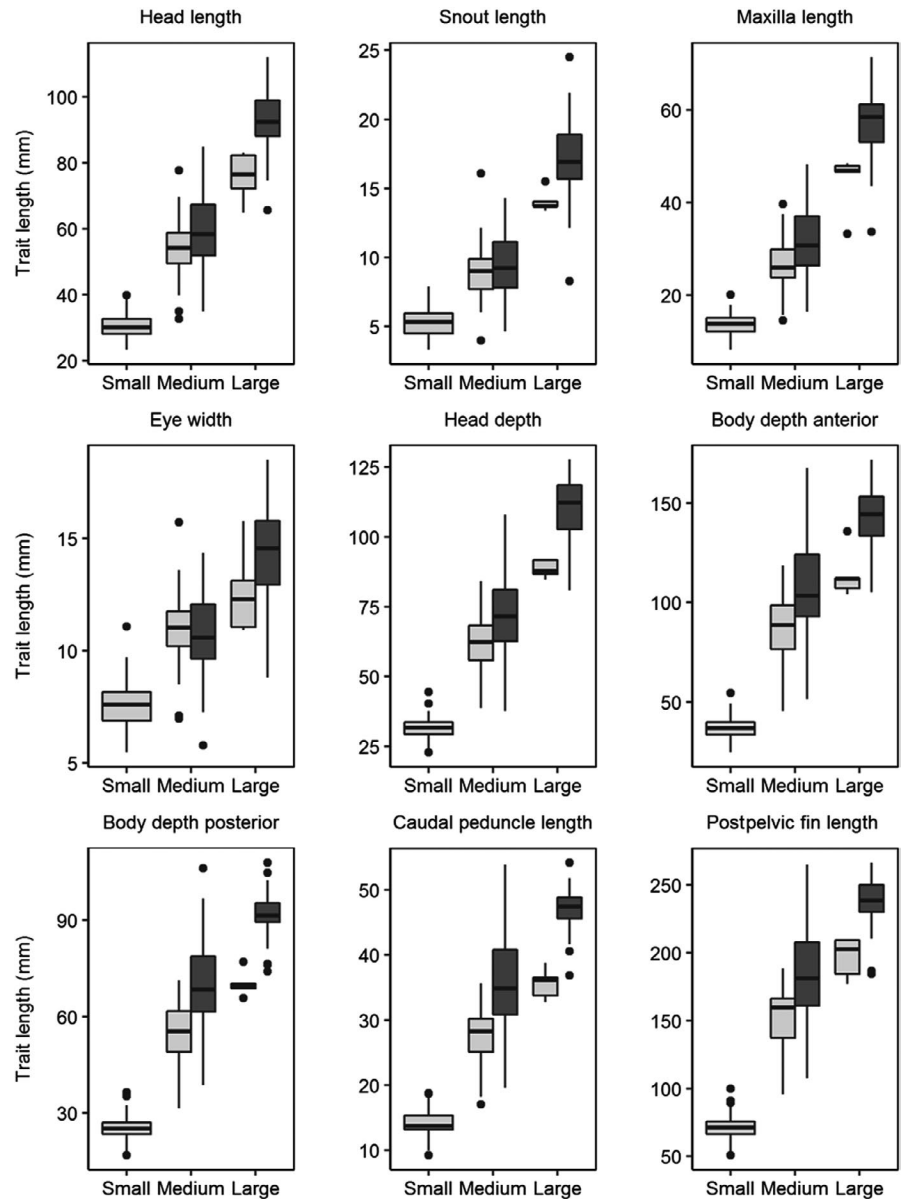 Head length
Snout length
Maxilla length
Trait length (mm)
100
80
60
40
20
25
20
15
10
5
60
40
20
Small Medium Large
Small Medium Large
Small Medium Large
Eye width
Head depth
Body depth anterior
Trait length (mm)
15
10
5
125
100
75
50
25
150
100
50
Small Medium Large
Small Medium Large
Small Medium Large
Body depth posterior
Caudal peduncle length
Postpelvic fin length
Trait length (mm)
90
60
30
50
40
30
20
10
250
200
150
100
50
Small Medium Large
Small Medium Large
Small Medium Large